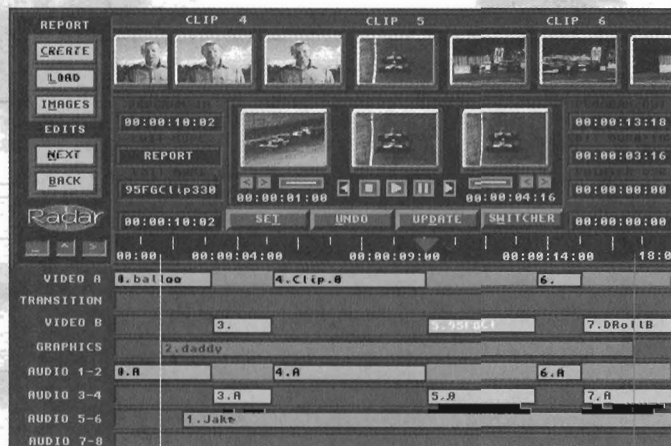 REPORT
CLIP 4 CLIP 5 CLIP 6
CREATE
LOAD
IMAGES
EDITS
00:00:10:02 00:00:13:18
NEXT
REPORT 00:00:03:16
BACK
95FGClip330 00:00:00:00
00:00:01:00 00:00:04:16
Radar
00:00:10:02 SET UNDO UPDATE SWITCHER 00:00:00:00
00:00 00:00:04:00 00:00:09:00 00:00:14:00 18:0
VIDEO A 0.balloo 4.Clip.0 6.
TRANSITION
VIDEO B 3. 5.95FGCl 7.DRollB
GRAPHICS 2.daddy
AUDIO 1-2 0.A 4.A 6.A
AUDIO 3-4 3.A 5.0 7.A
AUDIO 5-6 1.Jake
AUDIO 7-8